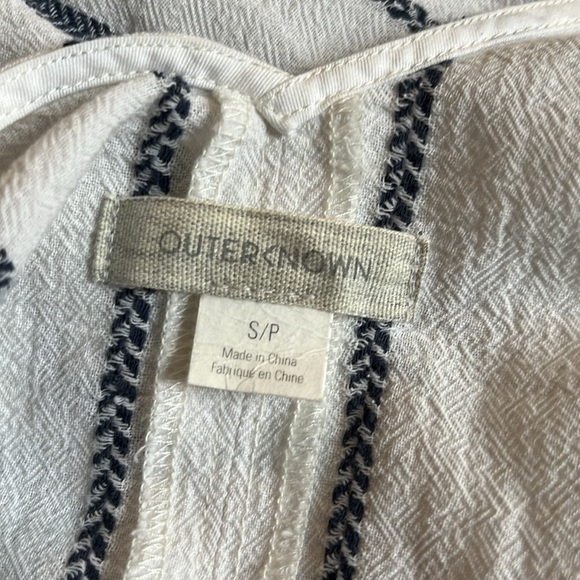 OUTERKNOWN
S/P
Made in China
Fabriqué en Chine